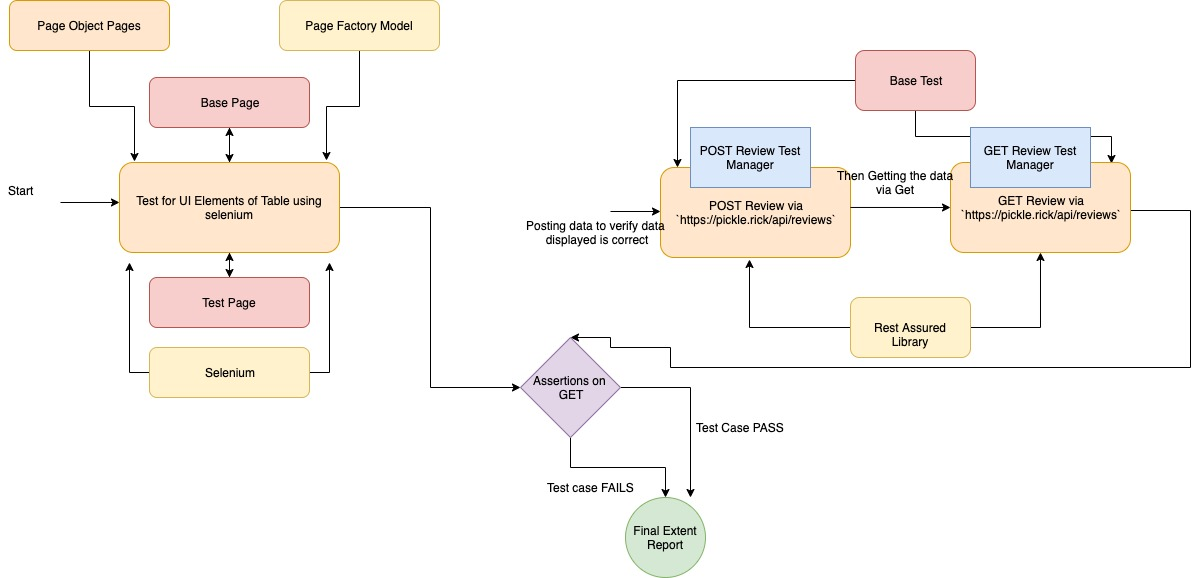 Page Object Pages
Page Factory Model
Base Page
Start
Test for UI Elements of Table using
selenium
Test Page
Selenium
Base Test
POST Review Test
Manager
GET Review Test
Manager
Then Getting the data
via Get
POST Review via
`https://pickle.rick/api/reviews`
GET Review via
`https://pickle.rick/api/reviews`
Posting data to verify data
displayed is correct
Rest Assured
Library
Assertions on
GET
Test Case PASS
Test case FAILS
Final Extent
Report